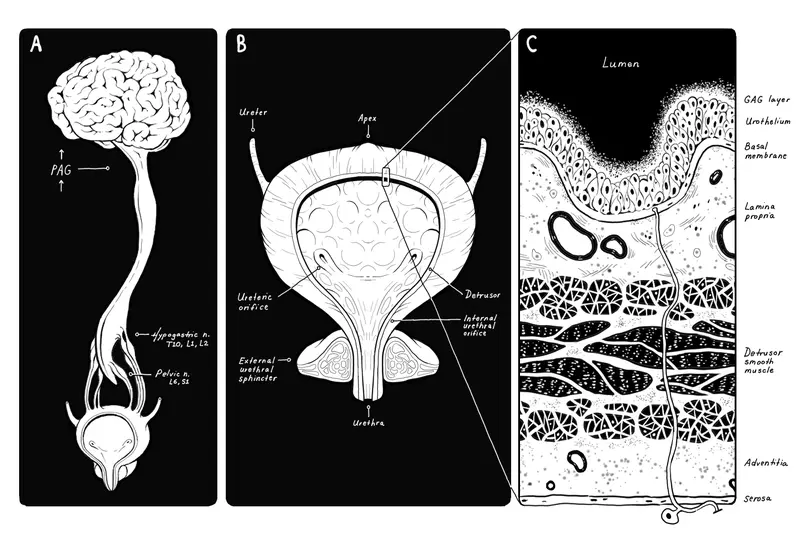 A
PAG
Hypogastric n.
T10, L1, L2
Pelvic n.
L6, S1
B
Ureter
Apex
Ureteric
orifice
Detrusor
Internal
urethral
orifice
External
urethral
sphincter
Urethra
C
Lumen
GAG layer
Urothelium
Basal
membrane
Lamina
propria
Detrusor
smooth
muscle
Adventitia
Serosa